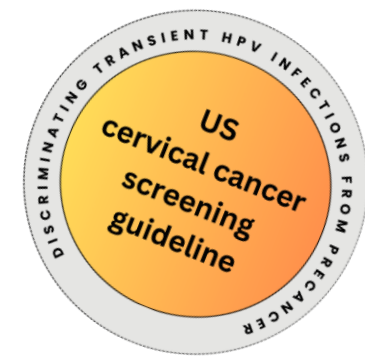 DISCRIMINATING TRANSIENT HPV INFECTIONS FROM PRECANCER
US
cervical cancer
screening
guideline